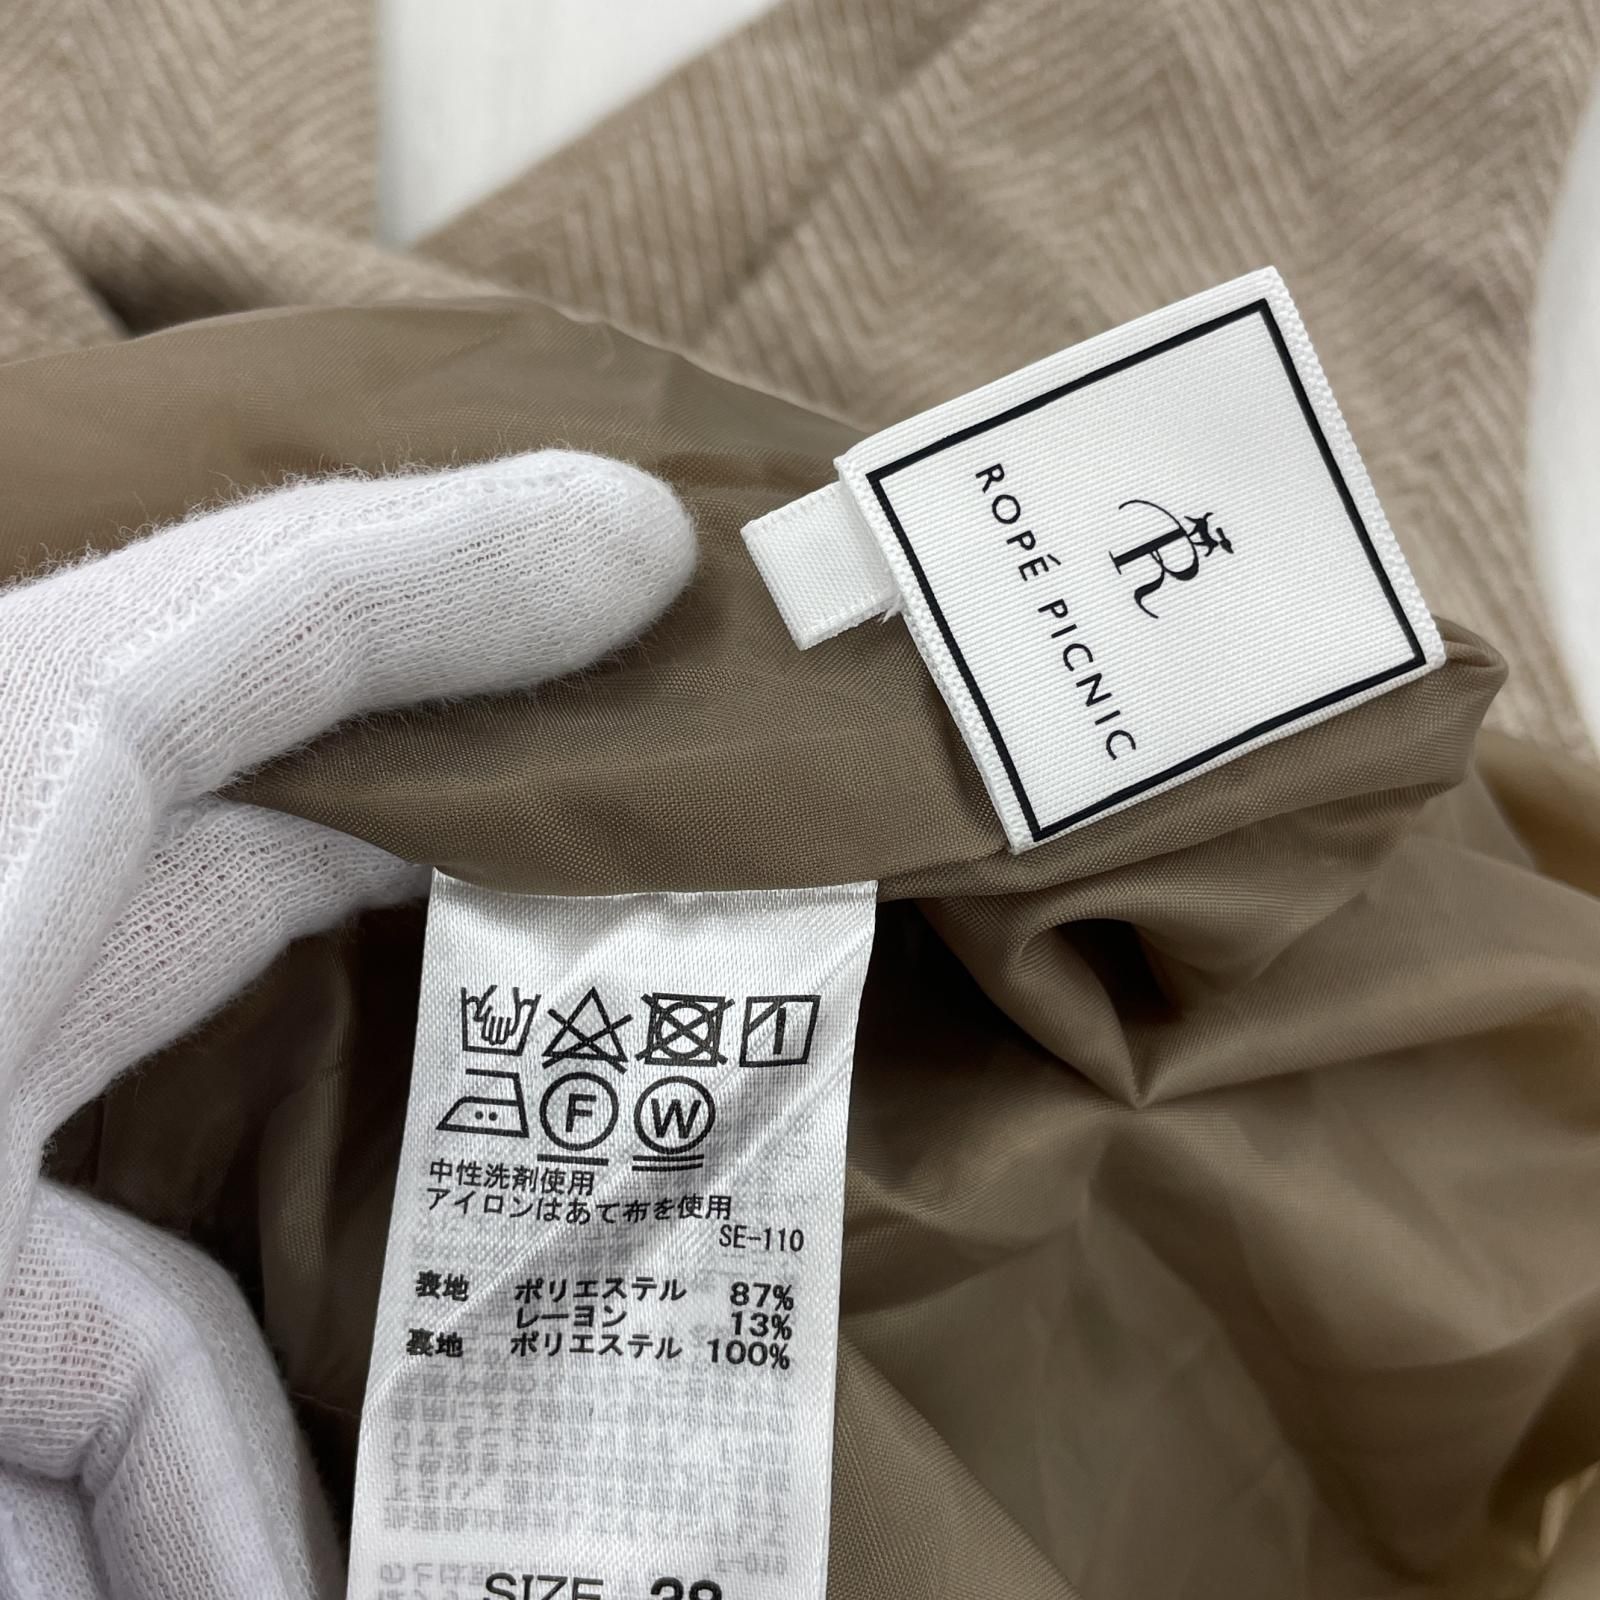 R
ROPÉ PICNIC
F W
中性洗剤使用
アイロンはあて布を使用
SE-110
表地 ポリエステル 87%
レーヨン 13%
裏地 ポリエステル 100%
SIZE 38